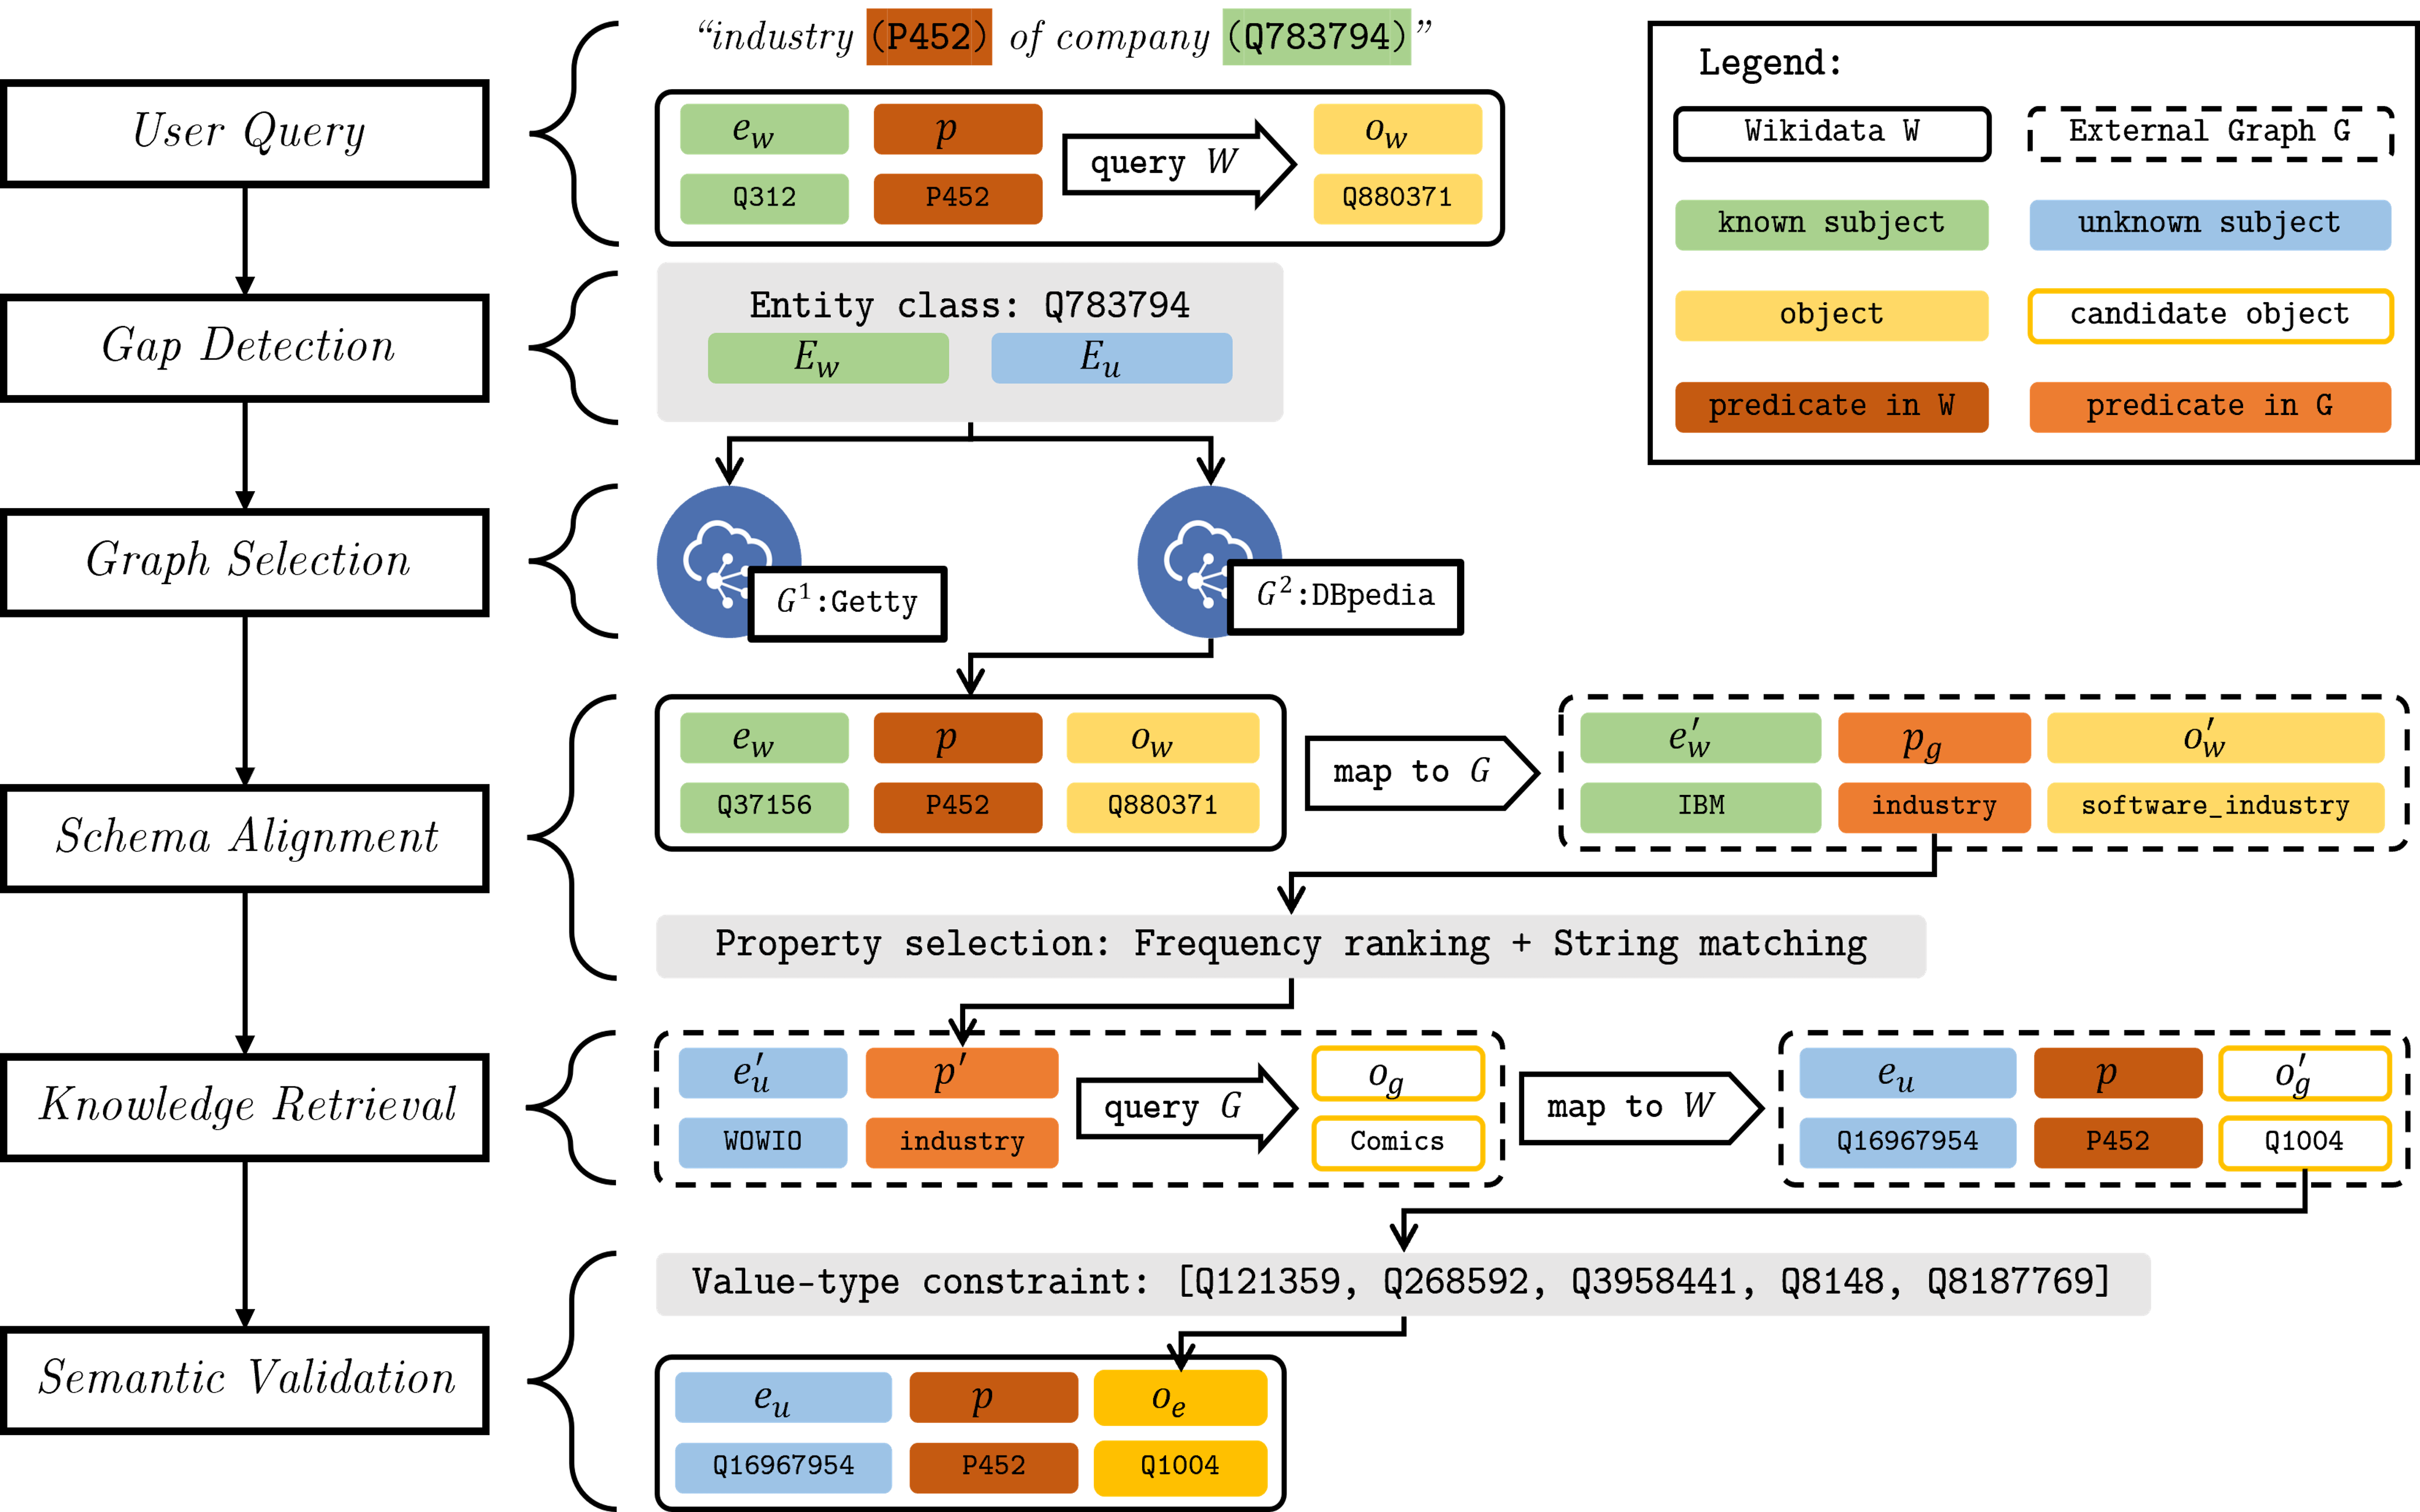 “industry (P452) of company (Q783794)”
User Query
e_w p query W o_w
Q312 P452 Q880371
Legend:
Wikidata W External Graph G
known subject unknown subject
object candidate object
predicate in W predicate in G
Gap Detection
Entity class: Q783794
E_w E_u
Graph Selection
G¹:Getty G²:DBpedia
Schema Alignment
e_w p o_w map to G e′_w p_g o′_w
Q37156 P452 Q880371 IBM industry software_industry
Property selection: Frequency ranking + String matching
Knowledge Retrieval
e′_u p′ query G o_g map to W e_u p o′_g
WOWIO industry Comics Q16967954 P452 Q1004
Semantic Validation
Value-type constraint: [Q121359, Q268592, Q3958441, Q8148, Q8187769]
e_u p o_e
Q16967954 P452 Q1004